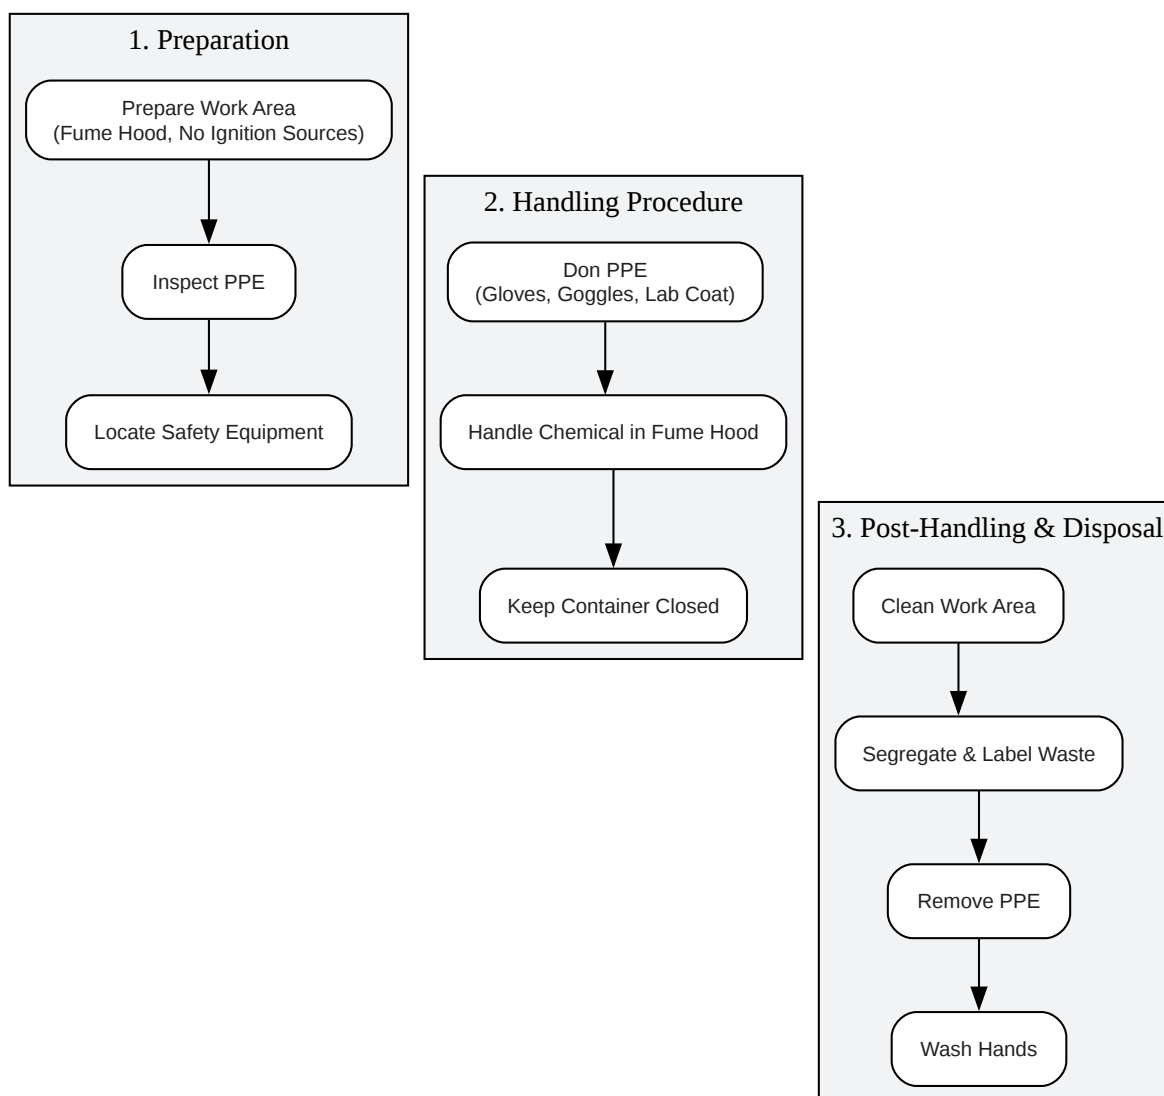 1. Preparation
Prepare Work Area
(Fume Hood, No Ignition Sources)
Inspect PPE
Locate Safety Equipment
2. Handling Procedure
Don PPE
(Gloves, Goggles, Lab Coat)
Handle Chemical in Fume Hood
Keep Container Closed
3. Post-Handling & Disposal
Clean Work Area
Segregate & Label Waste
Remove PPE
Wash Hands